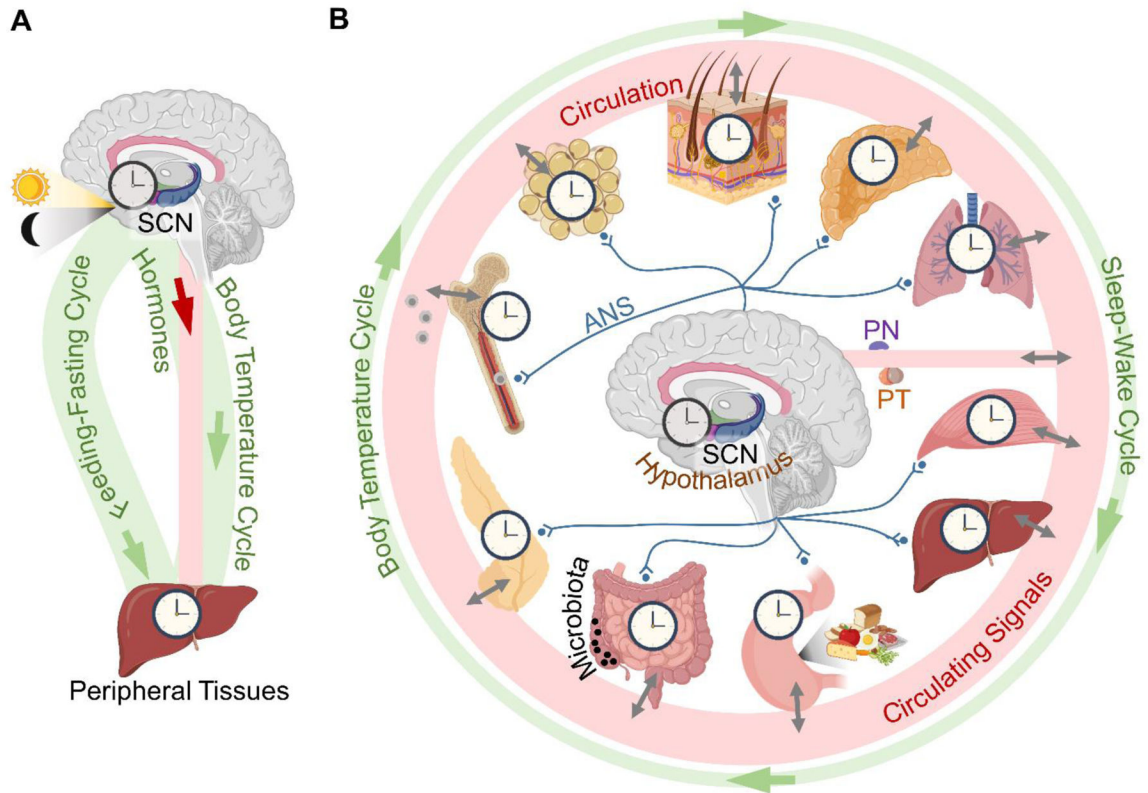 A
SCN
Feeding-Fasting Cycle
Hormones
Body Temperature Cycle
Peripheral Tissues
B
Circulation
Body Temperature Cycle
Sleep-Wake Cycle
ANS
PN
PT
SCN
Hypothalamus
Microbiota
Circulating Signals